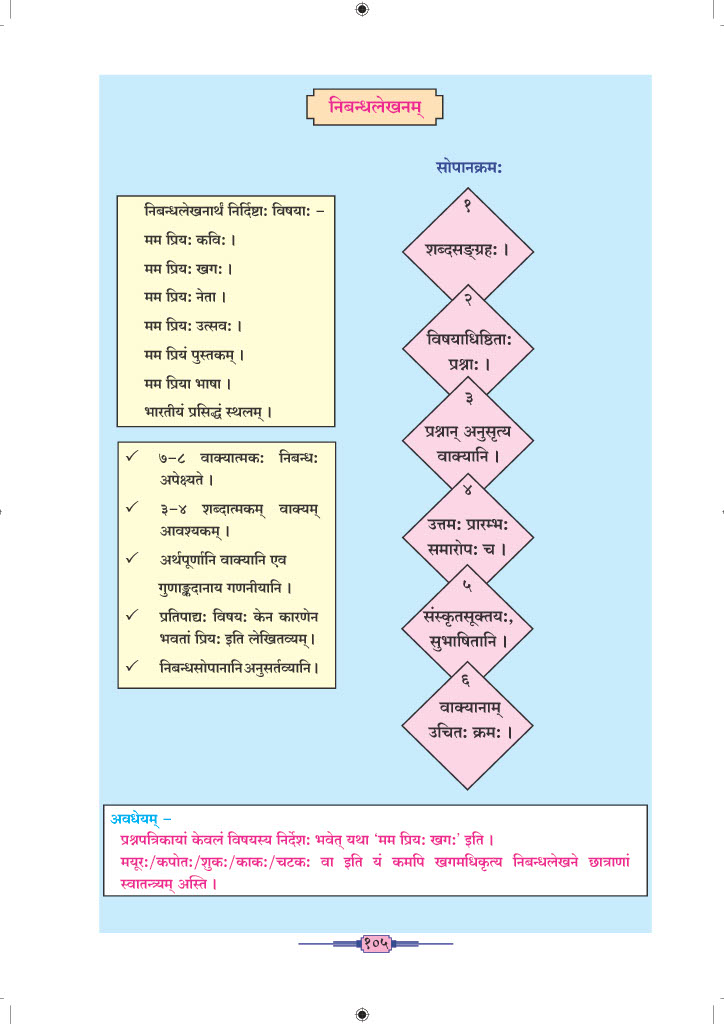 निबन्धलेखनम्
निबन्धलेखनार्थं निर्दिष्टाः विषयाः –
मम प्रियः कविः ।
मम प्रियः खगः ।
मम प्रियः नेता ।
मम प्रियः उत्सवः ।
मम प्रियं पुस्तकम् ।
मम प्रिया भाषा ।
भारतीयं प्रसिद्धं स्थलम् ।
✓ ७–८ वाक्यात्मकः निबन्धः
अपेक्ष्यते ।
✓ ३–४ शब्दात्मकम् वाक्यम्
आवश्यकम् ।
✓ अर्थपूर्णानि वाक्यानि एव
गुणाङ्कदानाय गणनीयानि ।
✓ प्रतिपाद्यः विषयः केन कारणेन
भवतां प्रियः इति लेखितव्यम् ।
✓ निबन्धसोपानानि अनुसर्तव्यानि ।
सोपानक्रमः
१
शब्दसङ्ग्रहः ।
२
विषयाधिष्ठिताः
प्रश्नाः ।
३
प्रश्नान् अनुसृत्य
वाक्यानि ।
४
उत्तमः प्रारम्भः
समारोपः च ।
५
संस्कृतसूक्तयः,
सुभाषितानि ।
६
वाक्यानाम्
उचितः क्रमः ।
अवधेयम् –
प्रश्नपत्रिकायां केवलं विषयस्य निर्देशः भवेत् यथा ‘मम प्रियः खगः’ इति ।
मयूरः/कपोतः/शुकः/काकः/चटकः वा इति यं कमपि खगमधिकृत्य निबन्धलेखने छात्राणां
स्वातन्त्र्यम् अस्ति ।
१०५